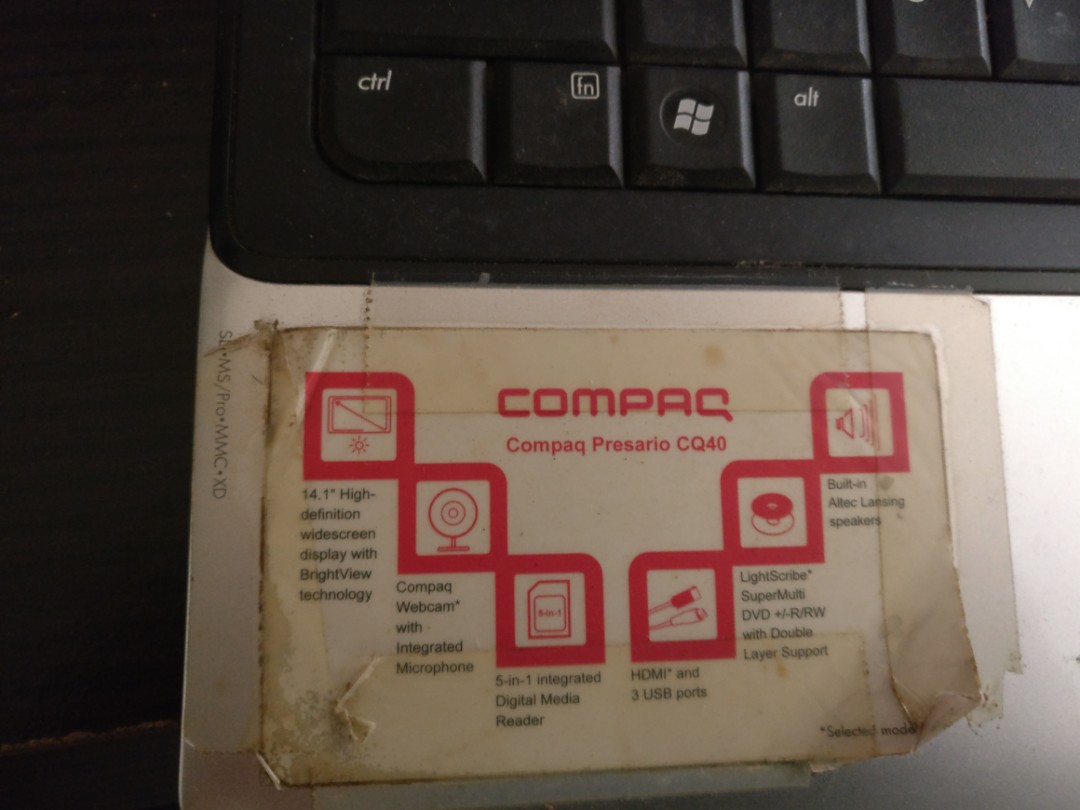 ctrl
fn
alt
MS/Pro•MMC•XD
COMPAQ
Compaq Presario CQ40
14.1" High-
definition
widescreen
display with
BrightView
technology
Compaq
Webcam*
with
Integrated
Microphone
5-in-1
5-in-1 integrated
Digital Media
Reader
HDMI* and
3 USB ports
LightScribe*
SuperMulti
DVD +/-R/RW
with Double
Layer Support
Built-in
Altec Lansing
speakers
*Selected